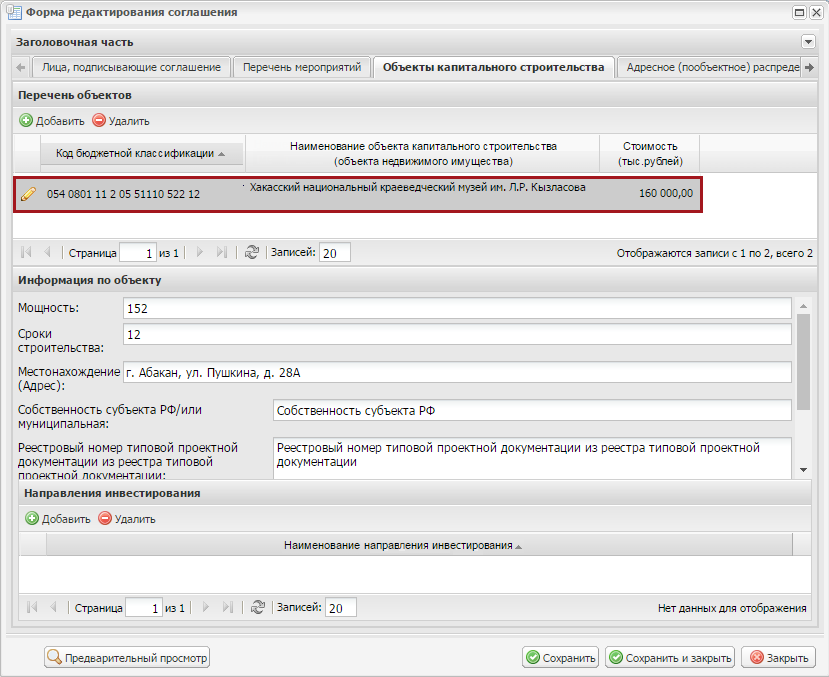 Форма редактирования соглашения
Заголовочная часть
Лица, подписывающие соглашение
Перечень мероприятий
Объекты капитального строительства
Адресное (пообъектное) распреде
Перечень объектов
Добавить
Удалить
Код бюджетной классификации
Наименование объекта капитального строительства
(объекта недвижимого имущества)
Стоимость
(тыс.рублей)
054 0801 11 2 05 51110 522 12
Хакасский национальный краеведческий музей им. Л.Р. Кызласова
160 000,00
Страница 1 из 1
Записей: 20
Отображаются записи с 1 по 2, всего 2
Информация по объекту
Мощность:
152
Сроки
строительства:
12
Местонахождение
(Адрес):
г. Абакан, ул. Пушкина, д. 28А
Собственность субъекта РФ/или
муниципальная:
Собственность субъекта РФ
Реестровый номер типовой проектной
документации из реестра типовой
проектной документации:
Реестровый номер типовой проектной документации из реестра типовой проектной
документации
Направления инвестирования
Добавить
Удалить
Наименование направления инвестирования
Страница 1 из 1
Записей: 20
Нет данных для отображения
Предварительный просмотр
Сохранить
Сохранить и закрыть
Закрыть